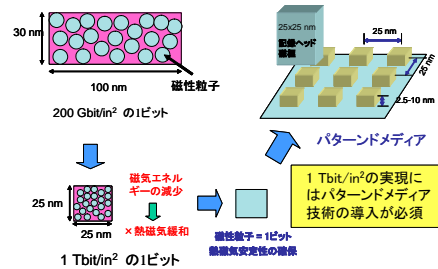 30 nm
100 nm
磁性粒子
200 Gbit/in² の1ビット
25x25 nm
記録ヘッド
磁極
25 nm
25 nm
2.5-10 nm
パターンドメディア
25 nm
25 nm
磁気エネル
ギーの減少
×熱磁気緩和
1 Tbit/in² の1ビット
磁性粒子 = 1ビット
熱磁気安定性の確保
1 Tbit/in²の実現に
はパターンドメディア
技術の導入が必須